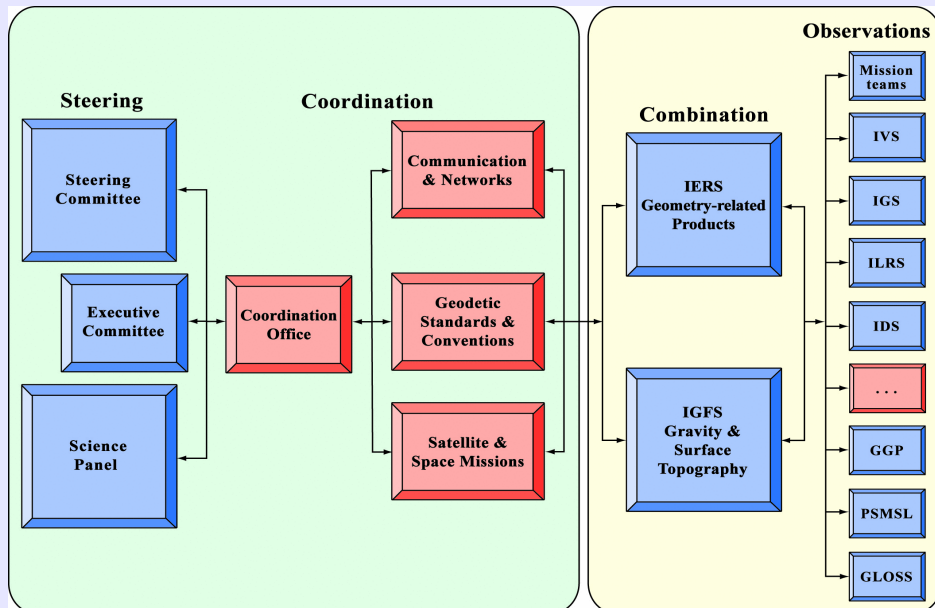 Steering
Steering
Committee
Executive
Committee
Science
Panel
Coordination
Office
Coordination
Communication
& Networks
Geodetic
Standards &
Conventions
Satellite &
Space Missions
Combination
IERS
Geometry-related
Products
IGFS
Gravity &
Surface
Topography
Observations
Mission
teams
IVS
IGS
ILRS
IDS
. . .
GGP
PSMSL
GLOSS